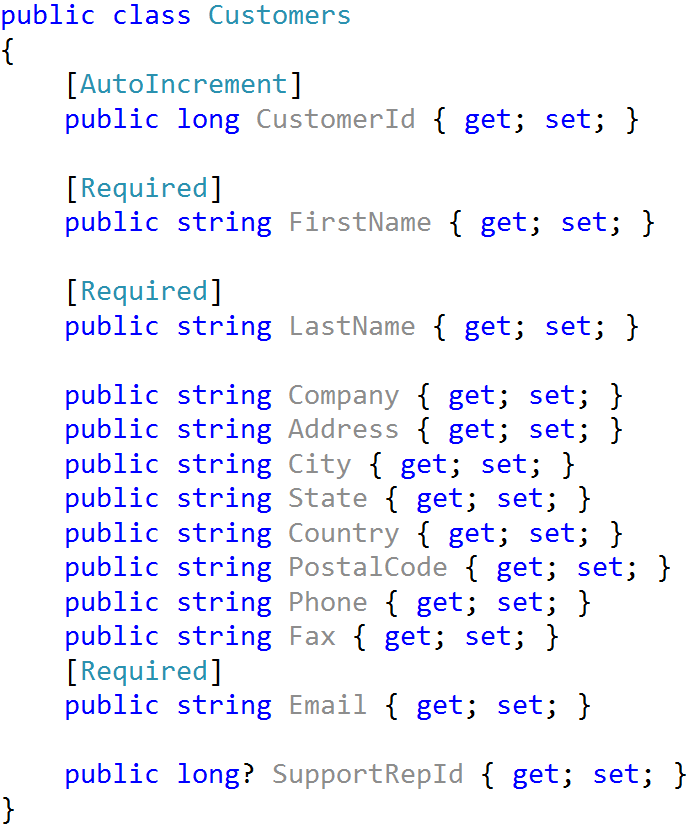 public class Customers
{
[AutoIncrement]
public long CustomerId { get; set; }
[Required]
public string FirstName { get; set; }
[Required]
public string LastName { get; set; }
public string Company { get; set; }
public string Address { get; set; }
public string City { get; set; }
public string State { get; set; }
public string Country { get; set; }
public string PostalCode { get; set; }
public string Phone { get; set; }
public string Fax { get; set; }
[Required]
public string Email { get; set; }
public long? SupportRepId { get; set; }
}